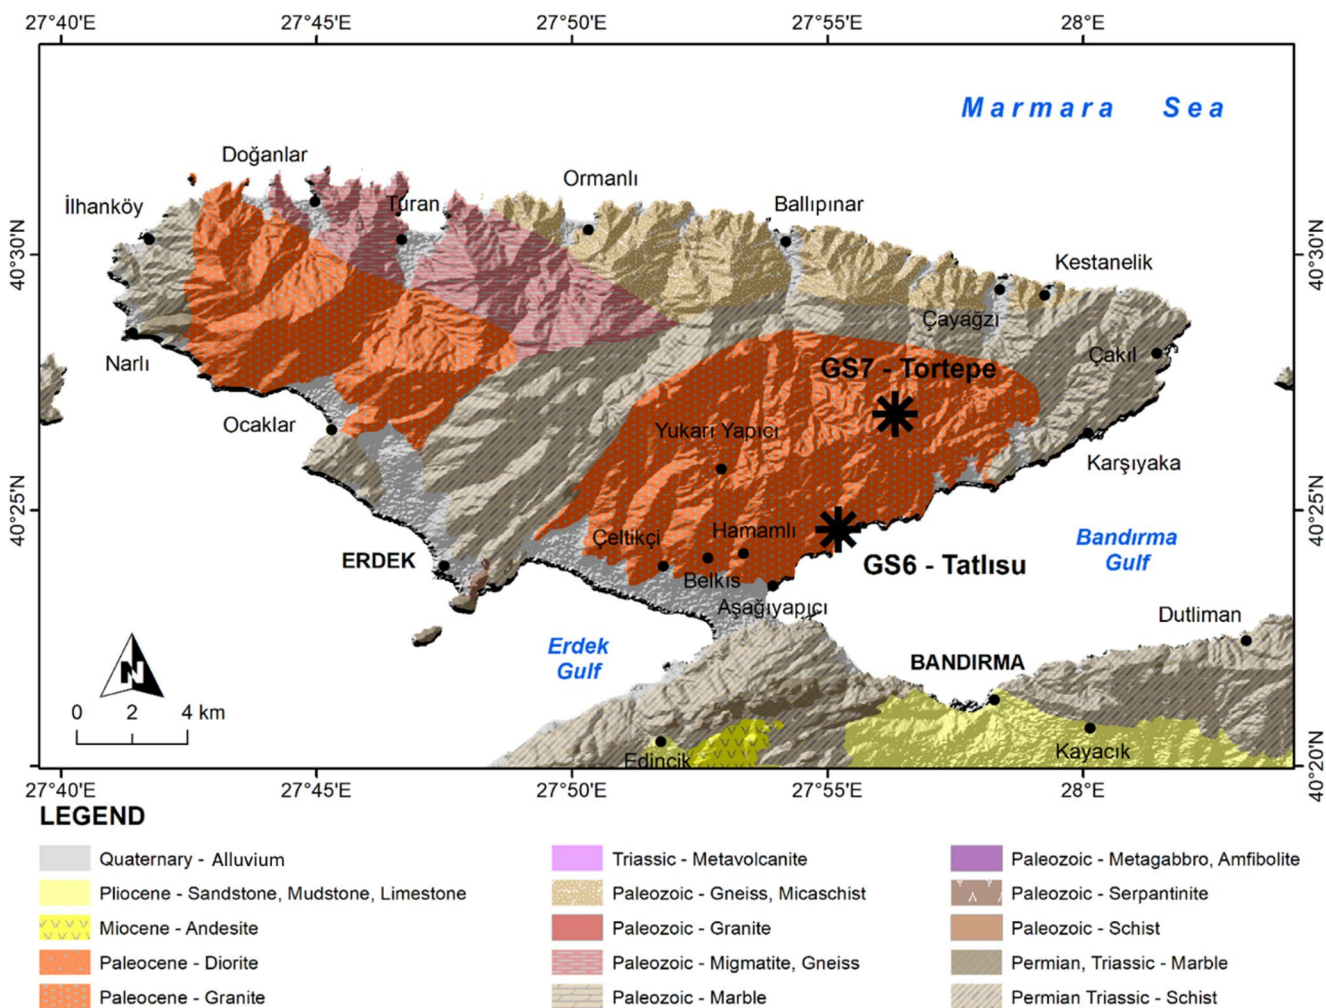 27°40'E 27°45'E 27°50'E 27°55'E 28°E
Marmara Sea
Doğanlar
Ormanlı
İlhanköy
Turan
Ballıpınar
40°30'N
40°30'N
Kestanelik
Çayağzı
Narlı
Çakıl
GS7 - Tortepe
Ocaklar
Yukarı Yapıcı
Karşıyaka
40°25'N
40°25'N
Çeltikçi
Hamamlı
Bandırma
Gulf
ERDEK
GS6 - Tatlısu
Belkıs
Aşağıyapıcı
Dutliman
Erdek
Gulf
BANDIRMA
N
0 2 4 km
Edincik
Kayacık
40°20'N
27°40'E 27°45'E 27°50'E 27°55'E 28°E
LEGEND
Quaternary - Alluvium
Pliocene - Sandstone, Mudstone, Limestone
Miocene - Andesite
Paleocene - Diorite
Paleocene - Granite
Triassic - Metavolcanite
Paleozoic - Gneiss, Micaschist
Paleozoic - Granite
Paleozoic - Migmatite, Gneiss
Paleozoic - Marble
Paleozoic - Metagabbro, Amfibolite
Paleozoic - Serpantinite
Paleozoic - Schist
Permian, Triassic - Marble
Permian Triassic - Schist